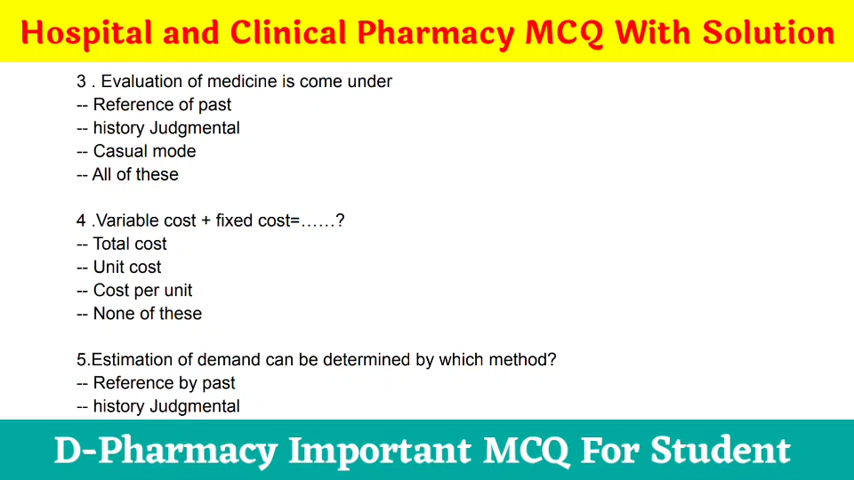 Hospital and Clinical Pharmacy MCQ With Solution
3 . Evaluation of medicine is come under
-- Reference of past
-- history Judgmental
-- Casual mode
-- All of these
4 .Variable cost + fixed cost=……?
-- Total cost
-- Unit cost
-- Cost per unit
-- None of these
5.Estimation of demand can be determined by which method?
-- Reference by past
-- history Judgmental
D-Pharmacy Important MCQ For Student